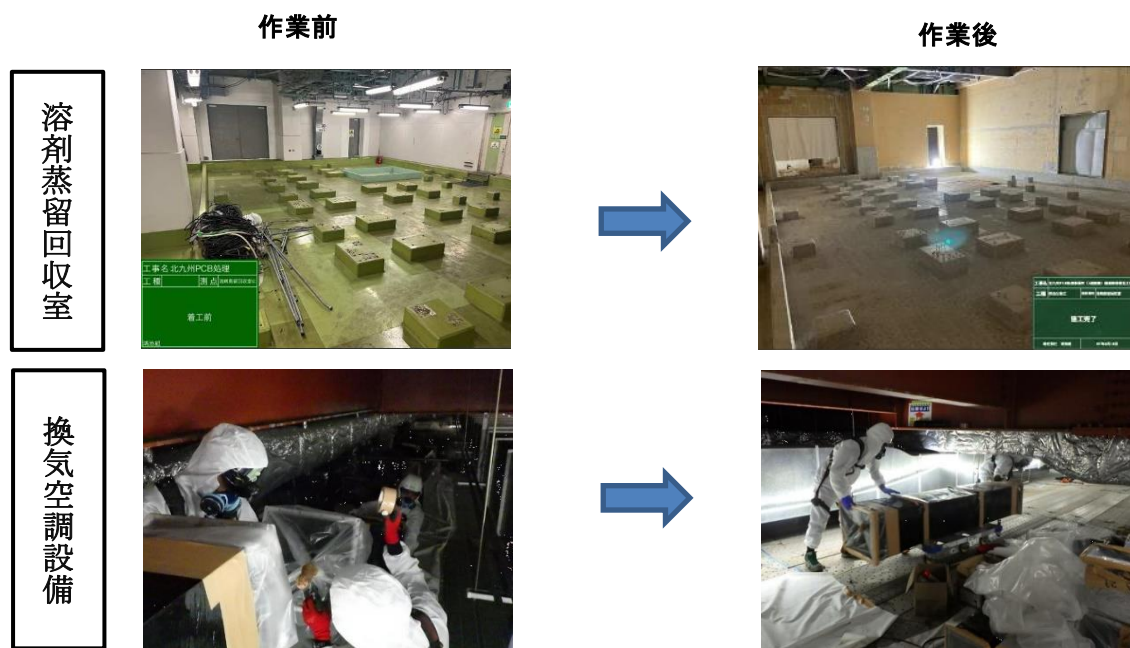 作業前
作業後
溶剤蒸留回収室
工事名 北九州PCB処理
工種
測点
着工前
工種
施工完了
換気空調設備